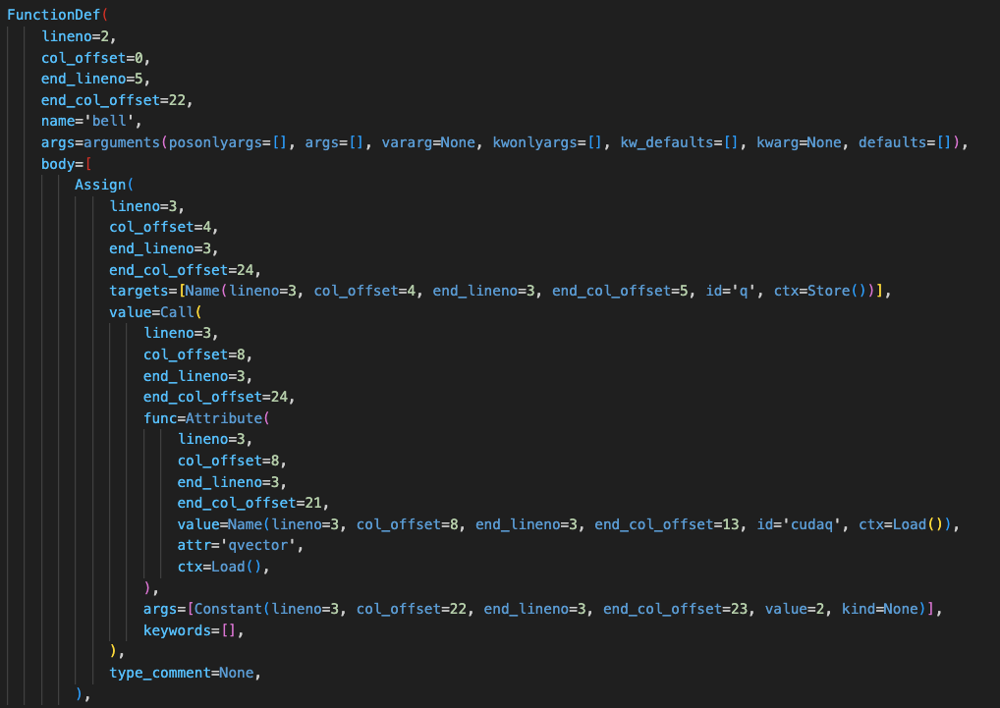 FunctionDef(
    lineno=2,
    col_offset=0,
    end_lineno=5,
    end_col_offset=22,
    name='bell',
    args=arguments(posonlyargs=[], args=[], vararg=None, kwonlyargs=[], kw_defaults=[], kwarg=None, defaults=[]),
    body=[
        Assign(
            lineno=3,
            col_offset=4,
            end_lineno=3,
            end_col_offset=24,
            targets=[Name(lineno=3, col_offset=4, end_lineno=3, end_col_offset=5, id='q', ctx=Store())],
            value=Call(
                lineno=3,
                col_offset=8,
                end_lineno=3,
                end_col_offset=24,
                func=Attribute(
                    lineno=3,
                    col_offset=8,
                    end_lineno=3,
                    end_col_offset=21,
                    value=Name(lineno=3, col_offset=8, end_lineno=3, end_col_offset=13, id='cudaq', ctx=Load()),
                    attr='qvector',
                    ctx=Load(),
                ),
                args=[Constant(lineno=3, col_offset=22, end_lineno=3, end_col_offset=23, value=2, kind=None)],
                keywords=[],
            ),
            type_comment=None,
        ),